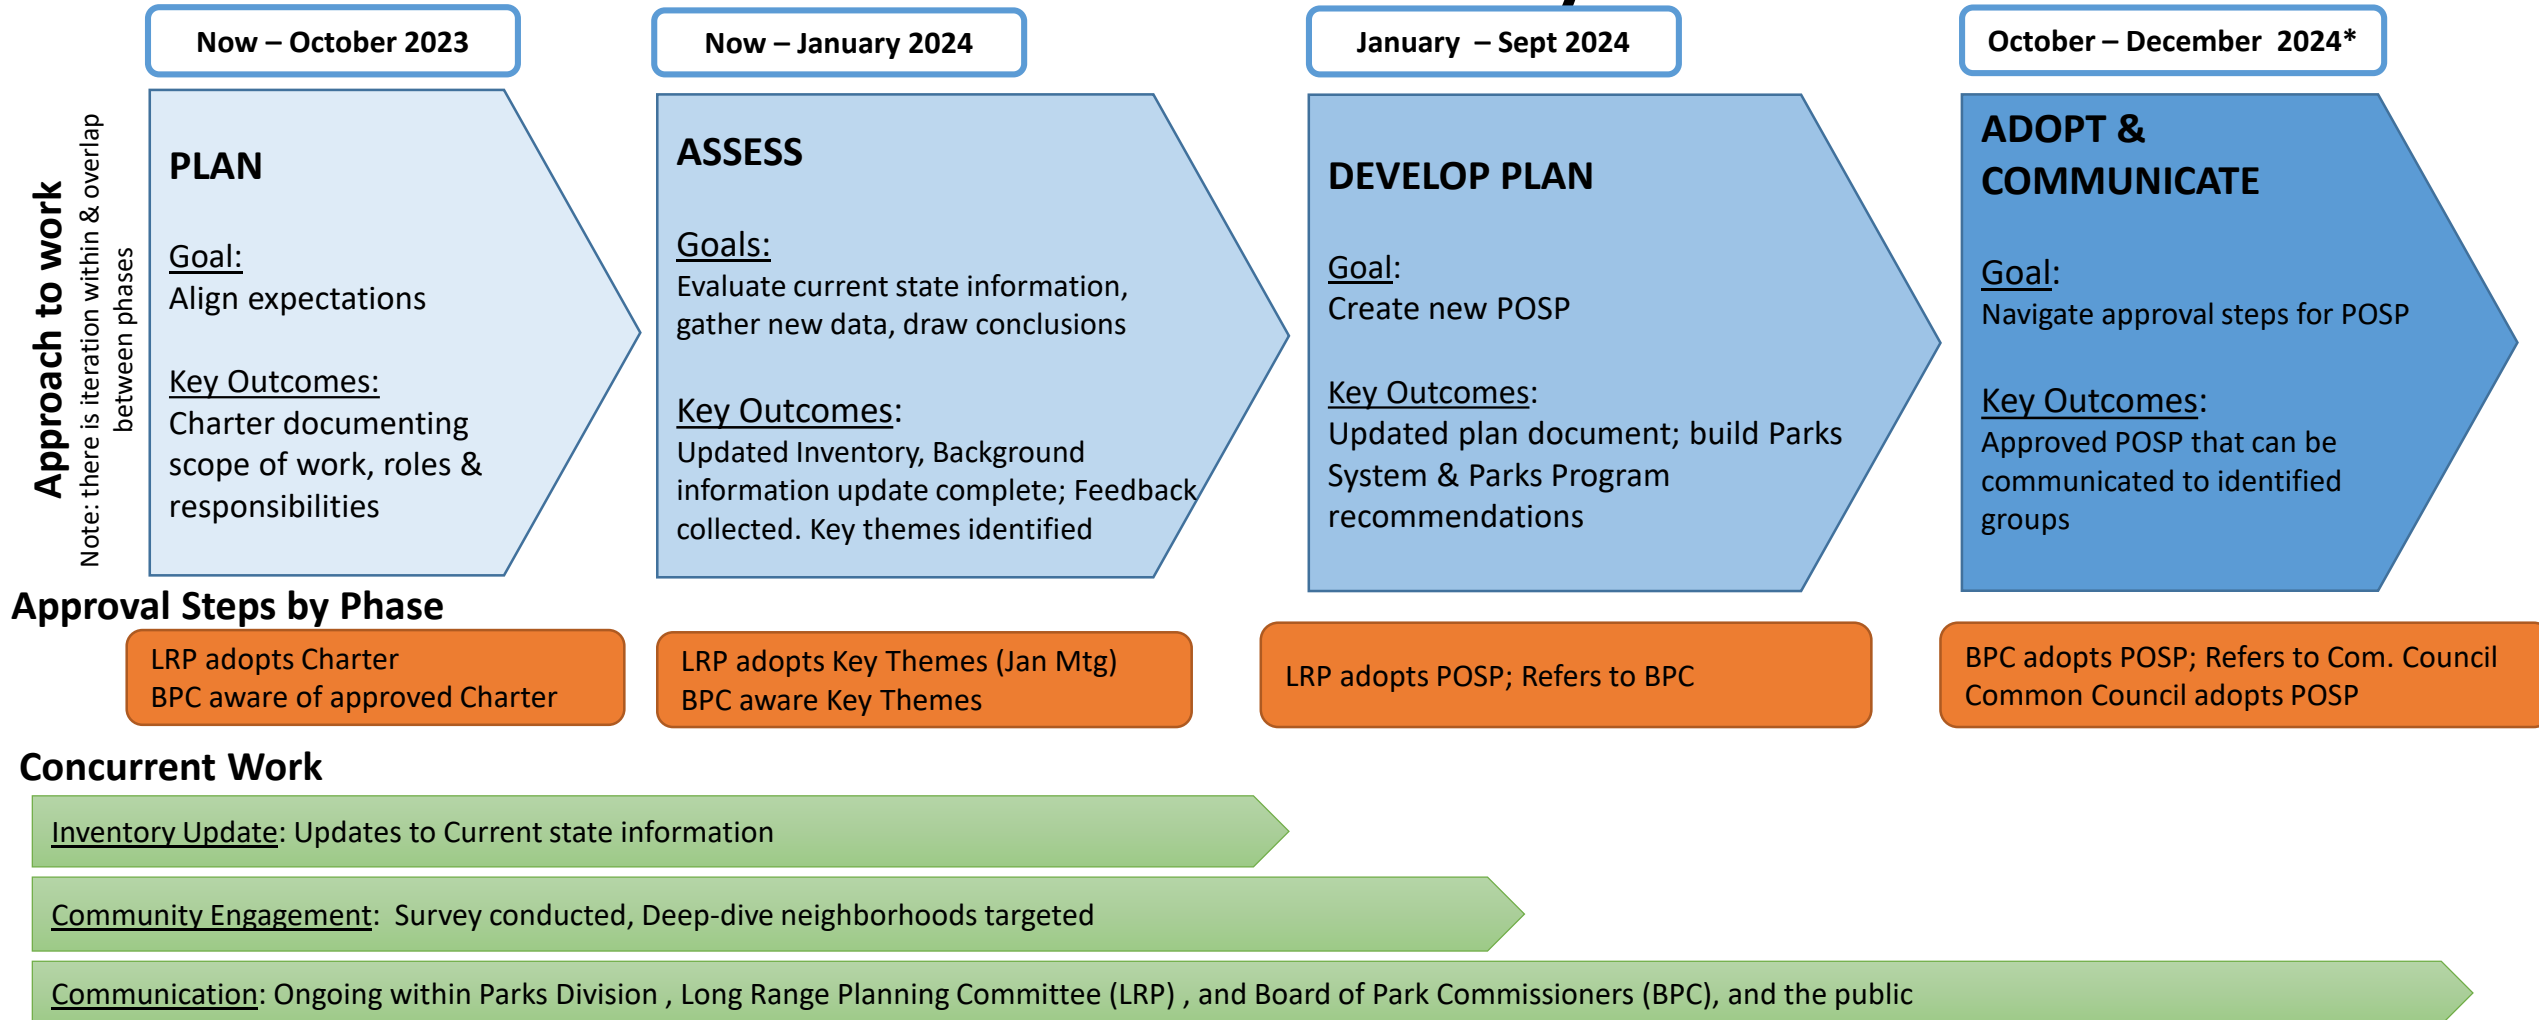 Now – October 2023
Now – January 2024
January – Sept 2024
October – December 2024*
Approach to work
Note: there is iteration within & overlap
between phases
PLAN
Goal:
Align expectations
Key Outcomes:
Charter documenting
scope of work, roles &
responsibilities
ASSESS
Goals:
Evaluate current state information,
gather new data, draw conclusions
Key Outcomes:
Updated Inventory, Background
information update complete; Feedback
collected. Key themes identified
DEVELOP PLAN
Goal:
Create new POSP
Key Outcomes:
Updated plan document; build Parks
System & Parks Program
recommendations
ADOPT &
COMMUNICATE
Goal:
Navigate approval steps for POSP
Key Outcomes:
Approved POSP that can be
communicated to identified
groups
Approval Steps by Phase
LRP adopts Charter
BPC aware of approved Charter
LRP adopts Key Themes (Jan Mtg)
BPC aware Key Themes
LRP adopts POSP; Refers to BPC
BPC adopts POSP; Refers to Com. Council
Common Council adopts POSP
Concurrent Work
Inventory Update: Updates to Current state information
Community Engagement: Survey conducted, Deep-dive neighborhoods targeted
Communication: Ongoing within Parks Division , Long Range Planning Committee (LRP) , and Board of Park Commissioners (BPC), and the public